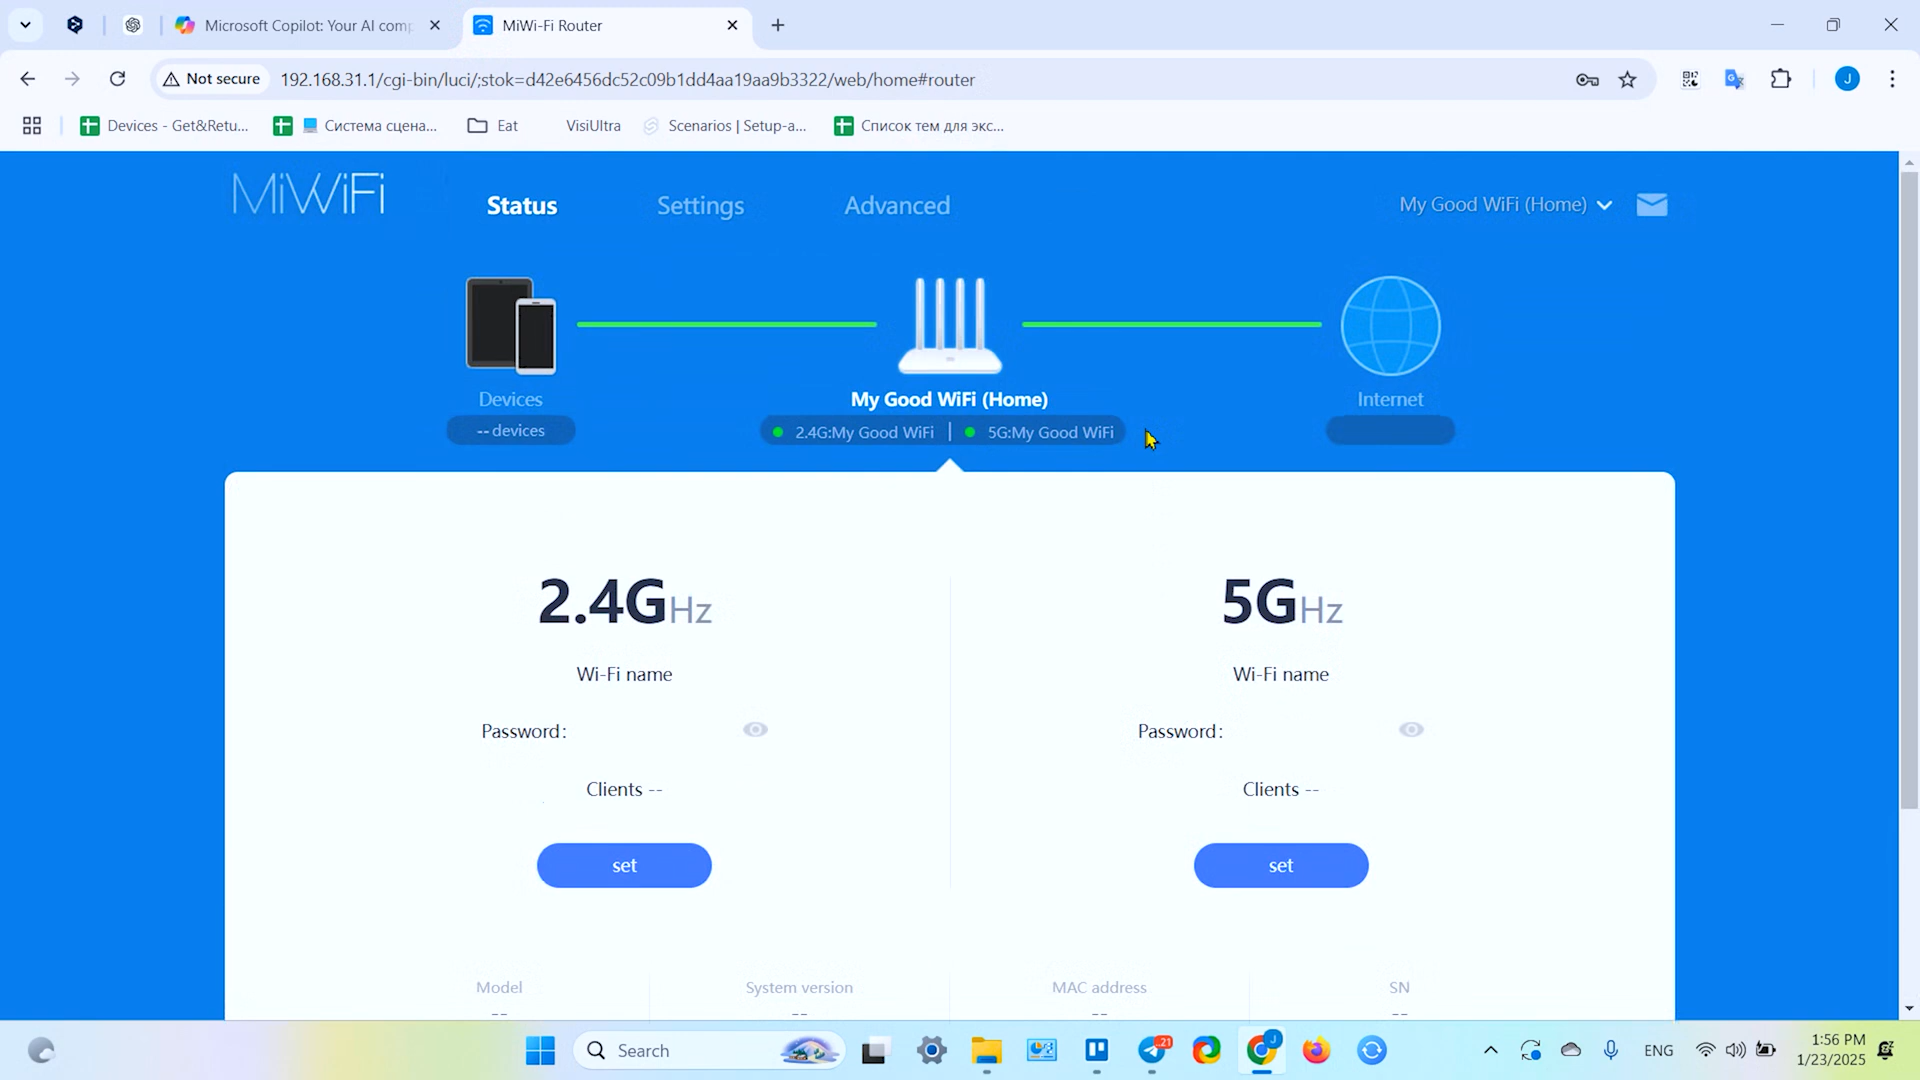 Microsoft Copilot: Your AI comp
MiWi-Fi Router
Not secure
192.168.31.1/cgi-bin/luci/;stok=d42e6456dc52c09b1dd4aa19aa9b3322/web/home#router
J
Devices - Get&Retu...
Система сцена...
Eat
VisiUltra
Scenarios | Setup-a...
Список тем для экс...
MiWiFi
Status
Settings
Advanced
My Good WiFi (Home)
Devices
My Good WiFi (Home)
Internet
-- devices
2.4G:My Good WiFi | 5G:My Good WiFi
2.4GHz
5GHz
Wi-Fi name
Wi-Fi name
Password:
Password:
Clients --
Clients --
set
set
Model
System version
MAC address
SN
--
--
--
--
Search
21
J
ENG
1:56 PM
1/23/2025